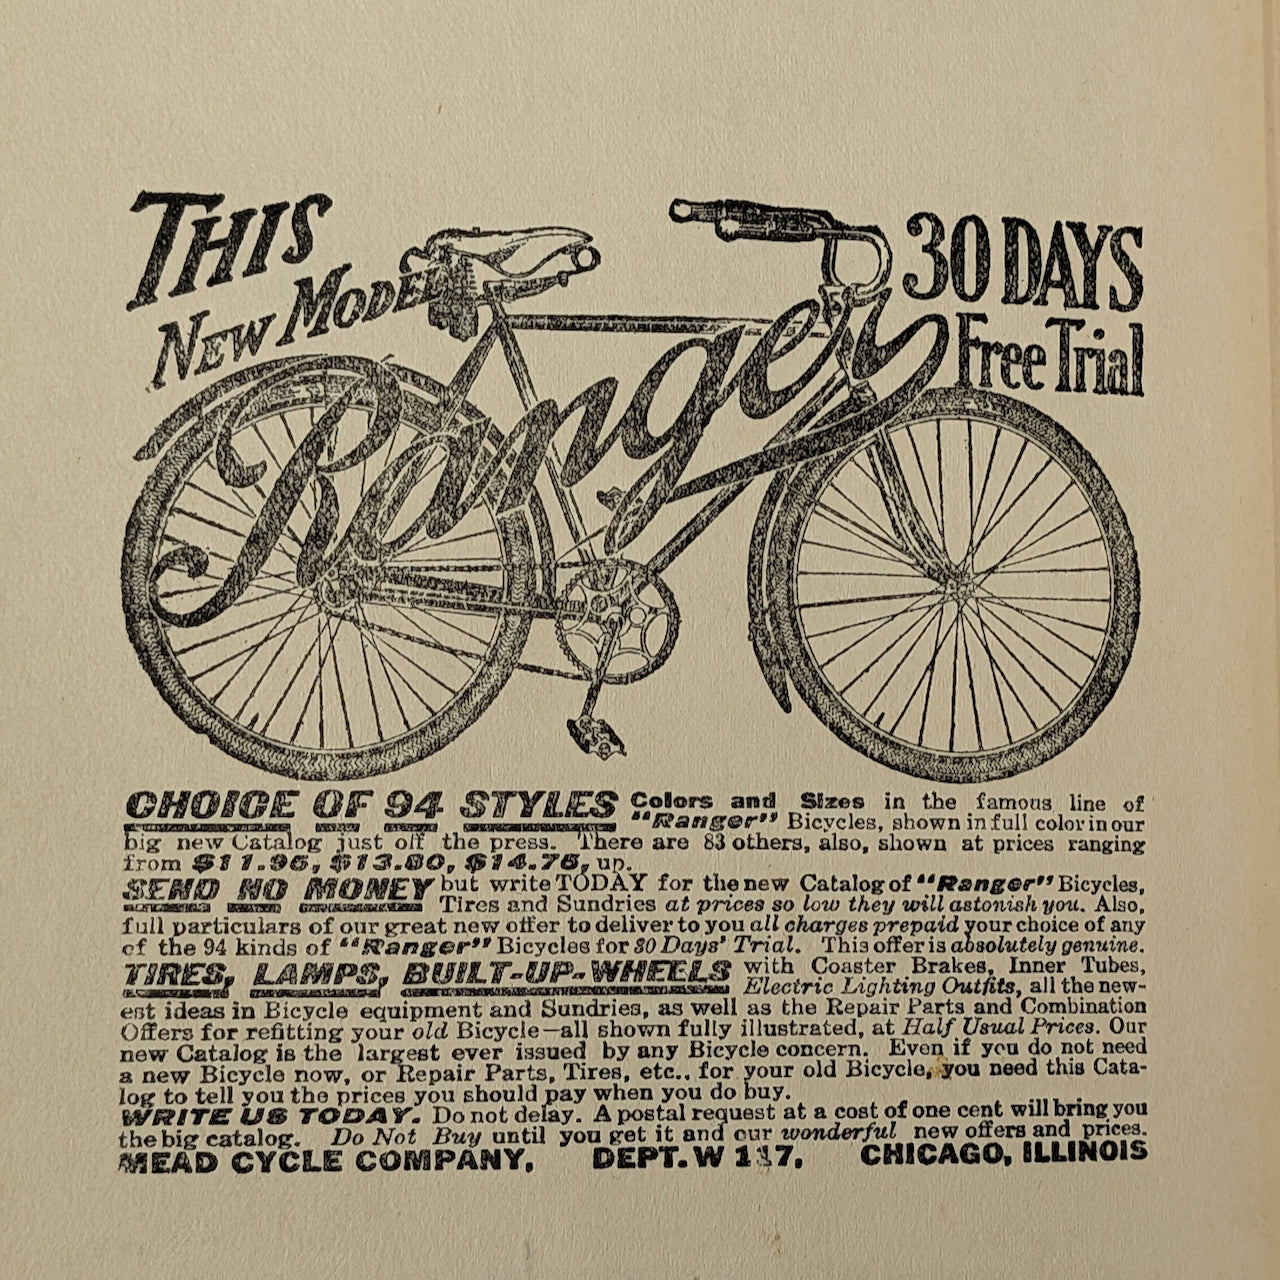 THIS
NEW MODEL
Ranger
30 DAYS
Free Trial
CHOICE OF 94 STYLES Colors and Sizes in the famous line of
"Ranger" Bicycles, shown in full color in our
big new Catalog just off the press. There are 83 others, also, shown at prices ranging
from $11.95, $13.80, $14.75, up.
SEND NO MONEY but write TODAY for the new Catalog of "Ranger" Bicycles,
Tires and Sundries at prices so low they will astonish you. Also,
full particulars of our great new offer to deliver to you all charges prepaid your choice of any
of the 94 kinds of "Ranger" Bicycles for 30 Days' Trial. This offer is absolutely genuine.
TIRES, LAMPS, BUILT-UP-WHEELS with Coaster Brakes, Inner Tubes,
Electric Lighting Outfits, all the new-
est ideas in Bicycle equipment and Sundries, as well as the Repair Parts and Combination
Offers for refitting your old Bicycle—all shown fully illustrated, at Half Usual Prices. Our
new Catalog is the largest ever issued by any Bicycle concern. Even if you do not need
a new Bicycle now, or Repair Parts, Tires, etc., for your old Bicycle, you need this Cata-
log to tell you the prices you should pay when you do buy.
WRITE US TODAY. Do not delay. A postal request at a cost of one cent will bring you
the big catalog. Do Not Buy until you get it and our wonderful new offers and prices.
MEAD CYCLE COMPANY, DEPT. W 117, CHICAGO, ILLINOIS